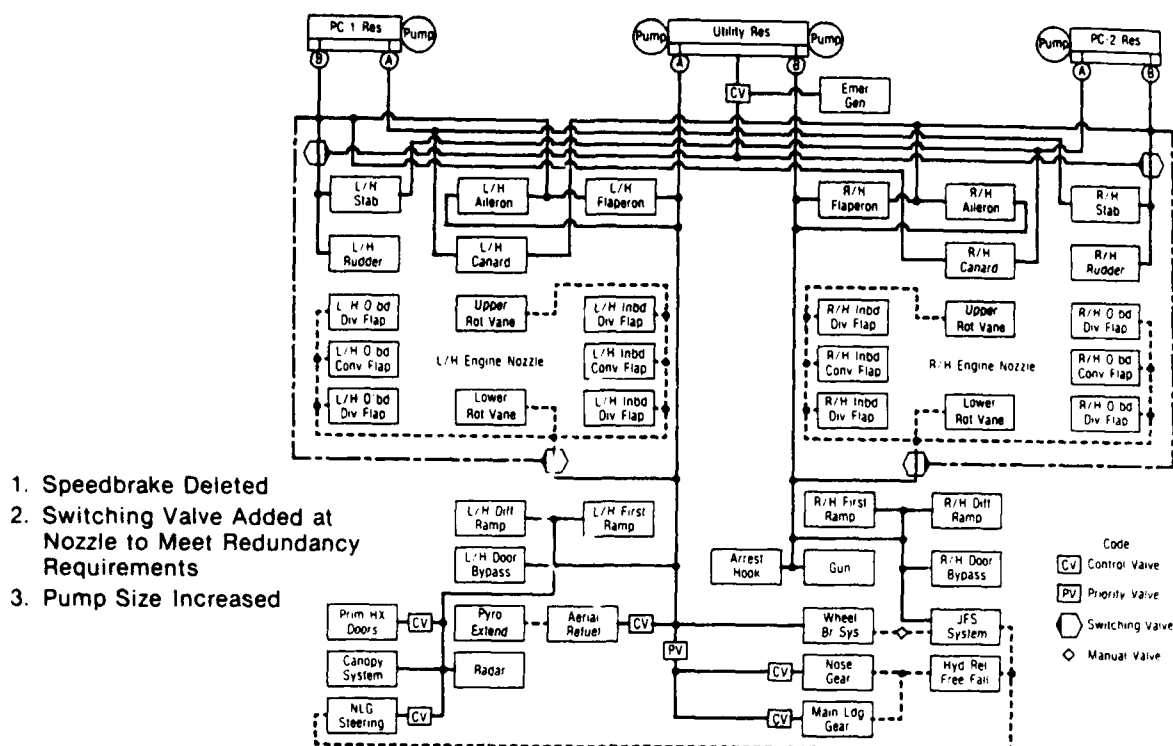 PC 1 Res
Pump
B
A
Pump
Utility Res
Pump
A
B
CV
Emer
Gen
Pump
PC-2 Res
A
B
L/H
Stab
L/H
Aileron
L/H
Flaperon
R/H
Flaperon
R/H
Aileron
R/H
Stab
L/H
Rudder
L/H
Canard
R/H
Canard
R/H
Rudder
L/H O'bd
Div Flap
Upper
Rot Vane
L/H Inbd
Div Flap
R/H Inbd
Div Flap
Upper
Rot Vane
R/H O'bd
Div Flap
L/H O'bd
Conv Flap
L/H Engine Nozzle
L/H Inbd
Conv Flap
R/H Inbd
Conv Flap
R/H Engine Nozzle
R/H O'bd
Conv Flap
L/H O'bd
Div Flap
Lower
Rot Vane
L/H Inbd
Div Flap
R/H Inbd
Div Flap
Lower
Rot Vane
R/H O'bd
Div Flap
1. Speedbrake Deleted
2. Switching Valve Added at
Nozzle to Meet Redundancy
Requirements
3. Pump Size Increased
L/H Diff
Ramp
L/H First
Ramp
R/H First
Ramp
R/H Diff
Ramp
L/H Door
Bypass
Arrest
Hook
Gun
R/H Door
Bypass
Prim HX
Doors
CV
Pyro
Extend
Aerial
Refuel
CV
Wheel
Br Sys
JFS
System
PV
Canopy
System
Radar
CV
Nose
Gear
Hyd Rel
Free Fall
NLG
Steering
CV
CV
Main Ldg
Gear
Code
CV Control Valve
PV Priority Valve
Switching Valve
Manual Valve